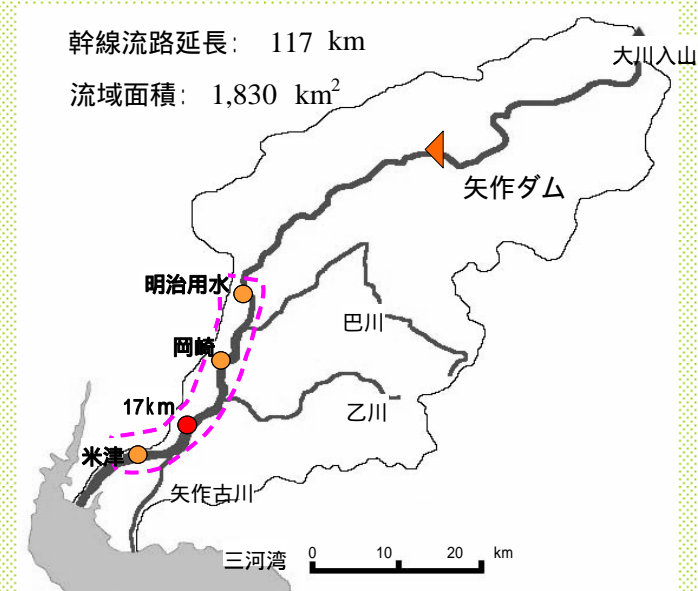 幹線流路延長: 117 km
流域面積: 1,830 km²
大川入山
矢作ダム
明治用水
巴川
岡崎
乙川
17km
米津
矢作古川
三河湾
0 10 20 km